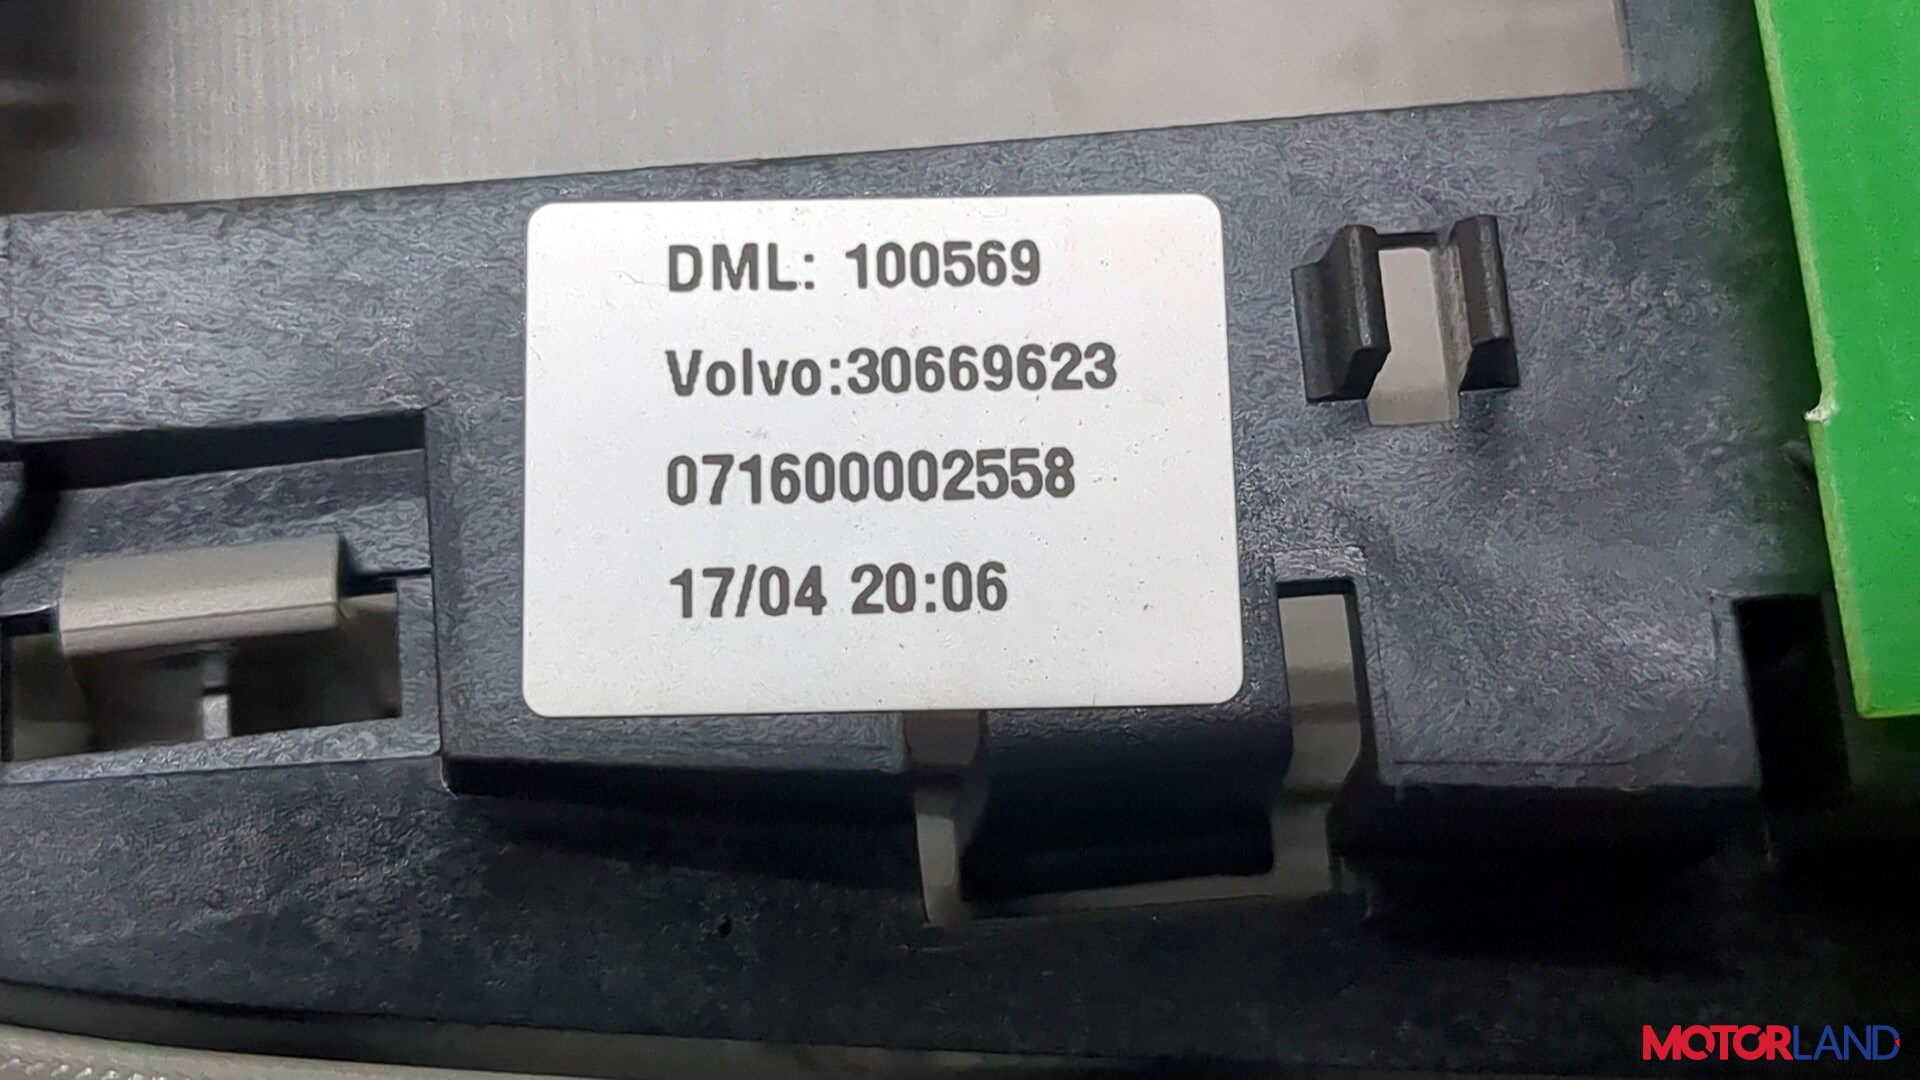 DML: 100569
Volvo:30669623
071600002558
17/04 20:06
MOTORLAND